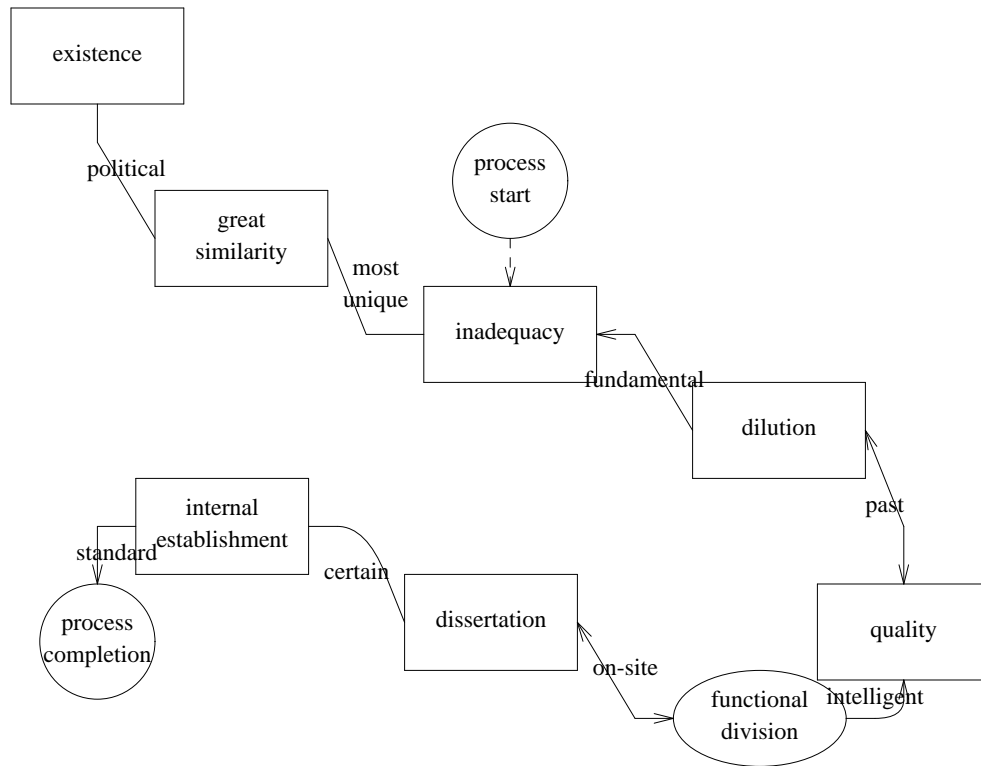 existence
political
process
start
great
similarity
most
unique
inadequacy
fundamental
dilution
past
internal
establishment
standard
certain
process
completion
dissertation
on-site
quality
functional
division
intelligent